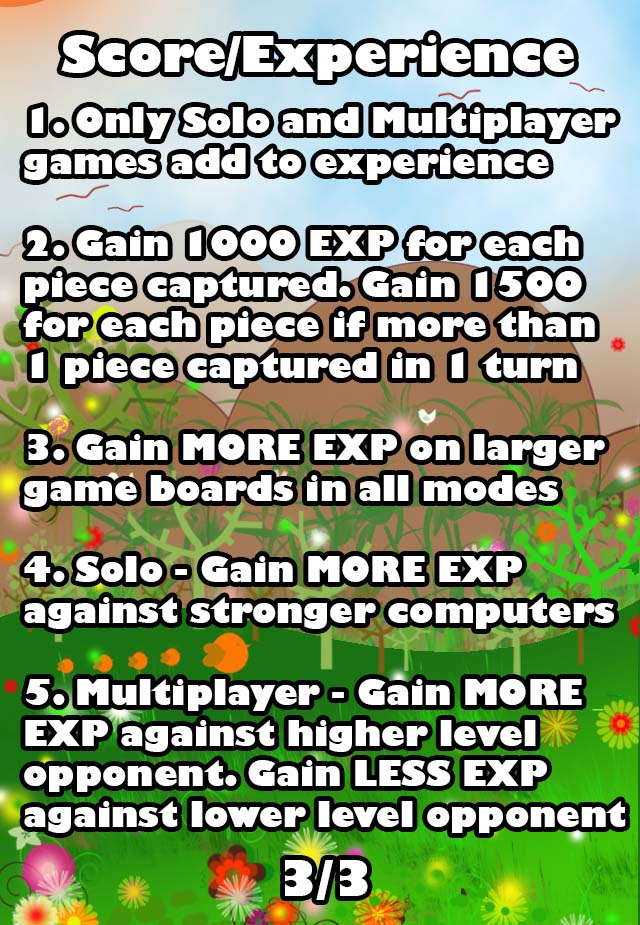 Score/Experience
1. Only Solo and Multiplayer
games add to experience
2. Gain 1000 EXP for each
piece captured. Gain 1500
for each piece if more than
1 piece captured in 1 turn
3. Gain MORE EXP on larger
game boards in all modes
4. Solo - Gain MORE EXP
against stronger computers
5. Multiplayer - Gain MORE
EXP against higher level
opponent. Gain LESS EXP
against lower level opponent
3/3